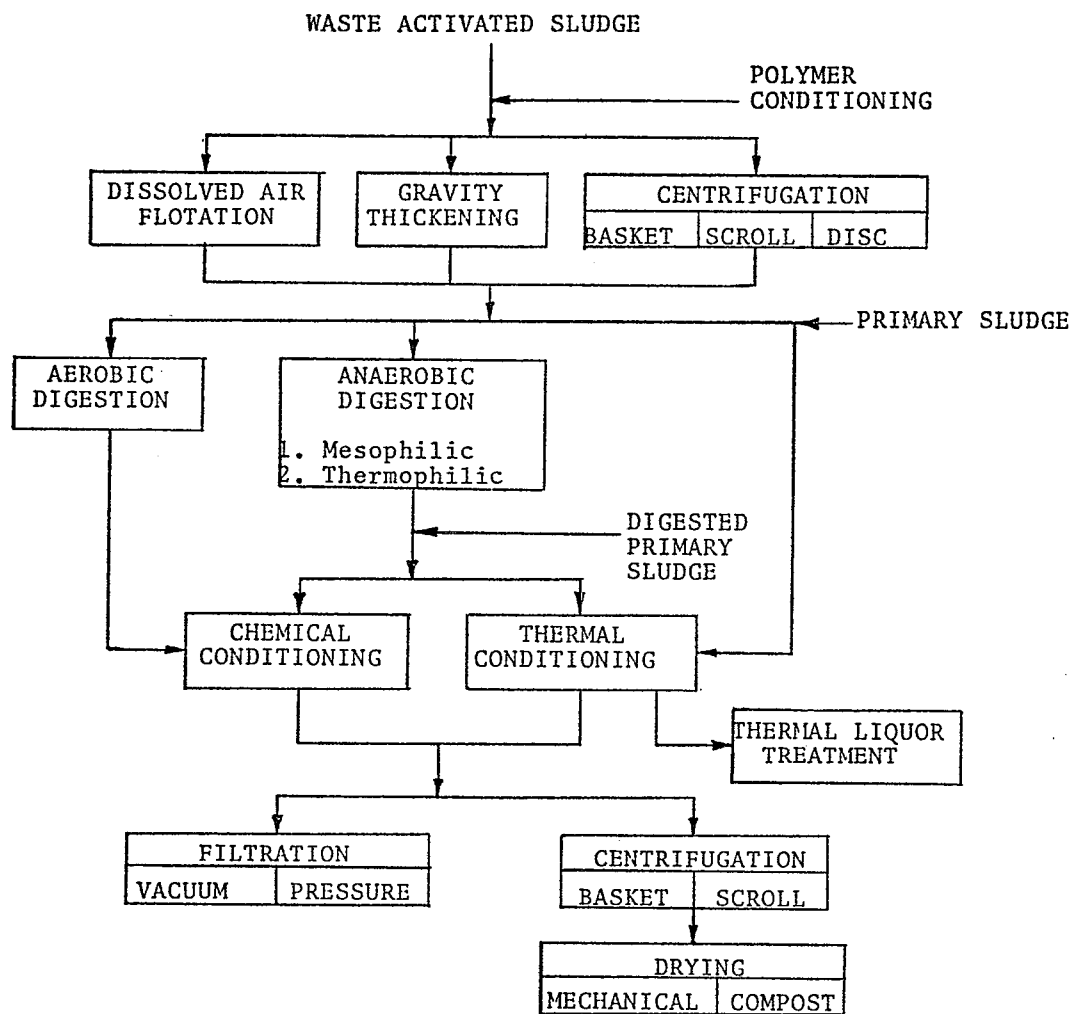 WASTE ACTIVATED SLUDGE
POLYMER
CONDITIONING
DISSOLVED AIR
FLOTATION
GRAVITY
THICKENING
CENTRIFUGATION
BASKET
SCROLL
DISC
PRIMARY SLUDGE
AEROBIC
DIGESTION
ANAEROBIC
DIGESTION
1. Mesophilic
2. Thermophilic
DIGESTED
PRIMARY
SLUDGE
CHEMICAL
CONDITIONING
THERMAL
CONDITIONING
THERMAL LIQUOR
TREATMENT
FILTRATION
VACUUM
PRESSURE
CENTRIFUGATION
BASKET
SCROLL
DRYING
MECHANICAL
COMPOST